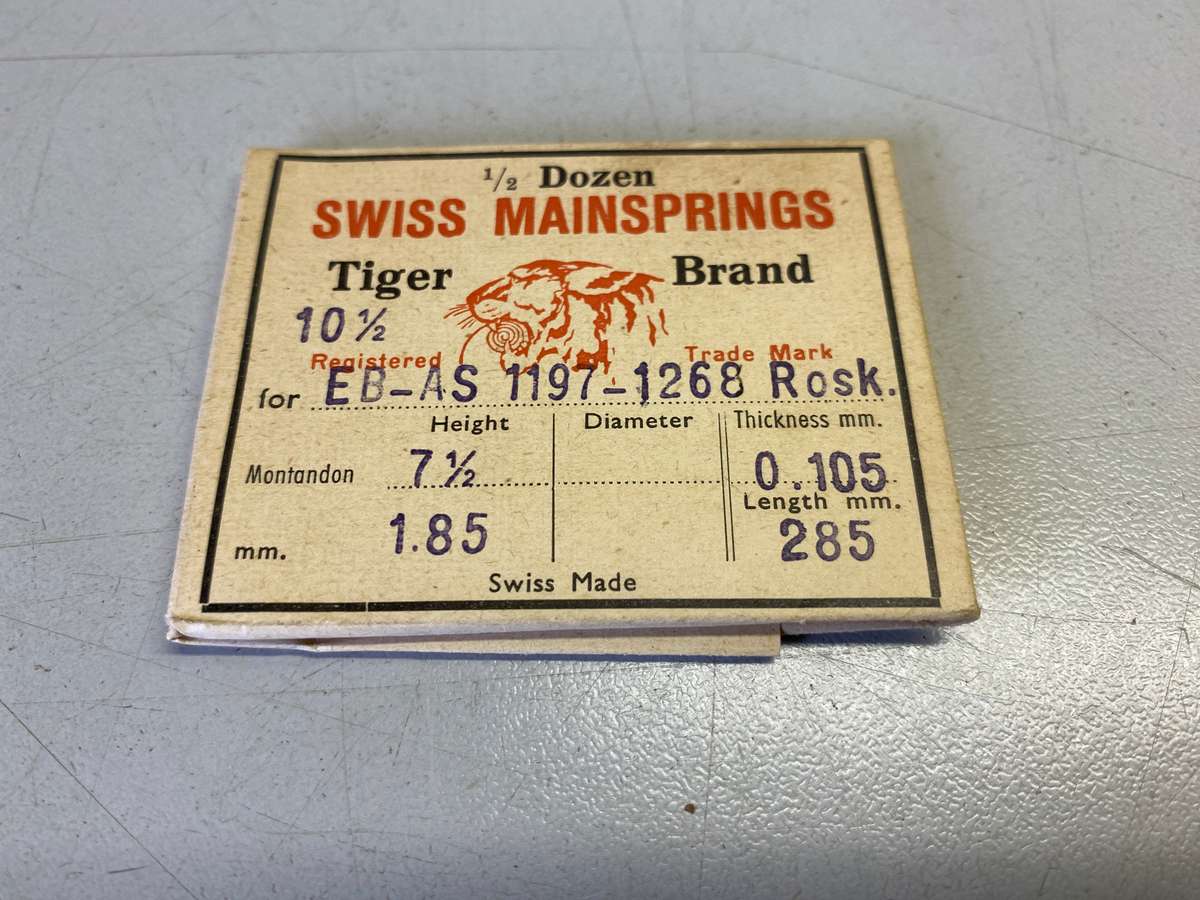 1/2 Dozen
SWISS MAINSPRINGS
Tiger Brand
10 1/2
Registered Trade Mark
for EB-AS 1197-1268 Rosk.
Height Diameter Thickness mm.
Montandon 7 1/2 0.105
Length mm.
mm. 1.85 285
Swiss Made